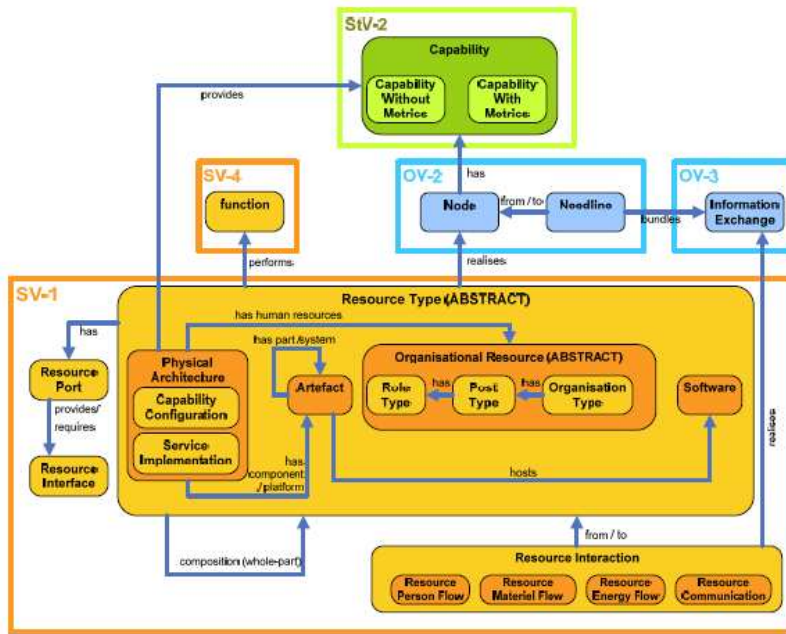 StV-2
Capability
Capability
Without
Metrics
Capability
With
Metrics
provides
has
SV-4
function
OV-2
Node
from / to
Needline
bundles
OV-3
Information
Exchange
performs
realises
SV-1
Resource Type (ABSTRACT)
has
has human resources
has part /system
Physical
Architecture
Capability
Configuration
Service
Implementation
Artefact
Organisational Resource (ABSTRACT)
Role
Type
has
Post
Type
has
Organisation
Type
Software
Resource
Port
provides/
requires
Resource
Interface
has
component
/platform
hosts
realises
composition (whole-part)
from / to
Resource Interaction
Resource
Person Flow
Resource
Materiel Flow
Resource
Energy Flow
Resource
Communication